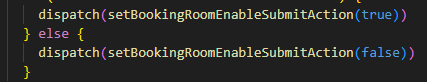 dispatch(setBookingRoomEnableSubmitAction(true))
} else {
dispatch(setBookingRoomEnableSubmitAction(false))
}